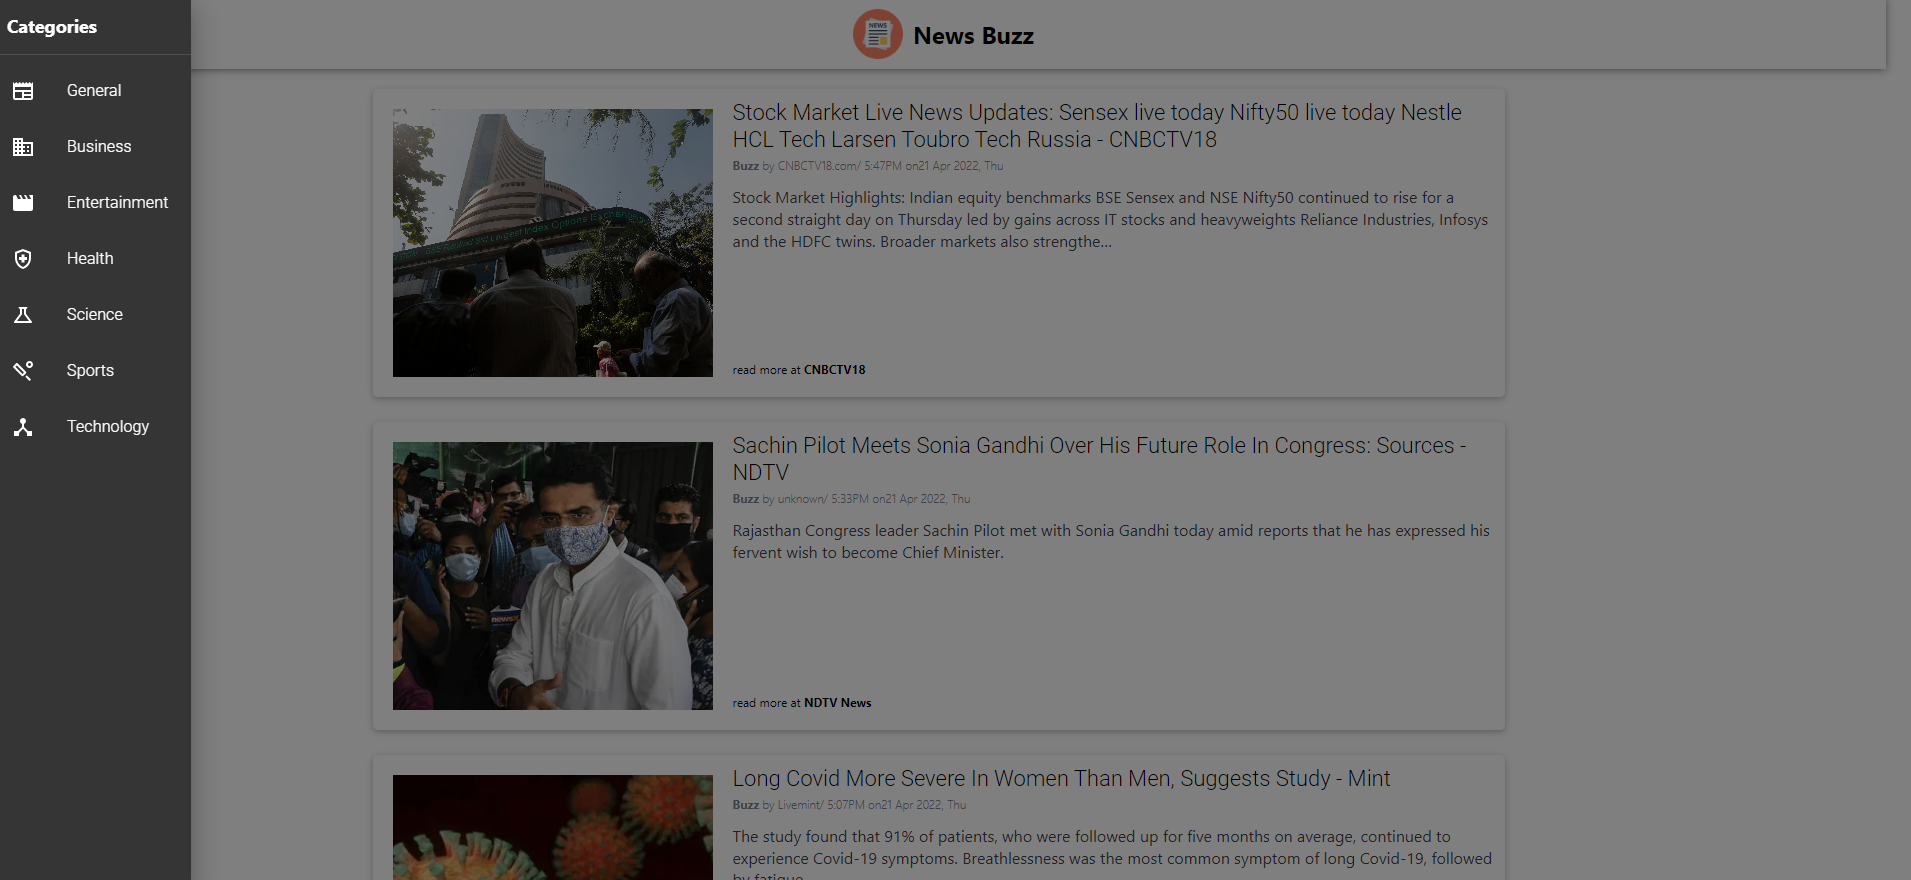 Categories
General
Business
Entertainment
Health
Science
Sports
Technology
NEWS
News Buzz
Stock Market Live News Updates: Sensex live today Nifty50 live today Nestle
HCL Tech Larsen Toubro Tech Russia - CNBCTV18
Buzz by CNBCTV18.com/ 5:47PM on21 Apr 2022, Thu
Stock Market Highlights: Indian equity benchmarks BSE Sensex and NSE Nifty50 continued to rise for a
second straight day on Thursday led by gains across IT stocks and heavyweights Reliance Industries, Infosys
and the HDFC twins. Broader markets also strengthe...
read more at CNBCTV18
Sachin Pilot Meets Sonia Gandhi Over His Future Role In Congress: Sources -
NDTV
Buzz by unknown/ 5:33PM on21 Apr 2022, Thu
Rajasthan Congress leader Sachin Pilot met with Sonia Gandhi today amid reports that he has expressed his
fervent wish to become Chief Minister.
read more at NDTV News
Long Covid More Severe In Women Than Men, Suggests Study - Mint
Buzz by Livemint/ 5:07PM on21 Apr 2022, Thu
The study found that 91% of patients, who were followed up for five months on average, continued to
experience Covid-19 symptoms. Breathlessness was the most common symptom of long Covid-19, followed
by fatigue